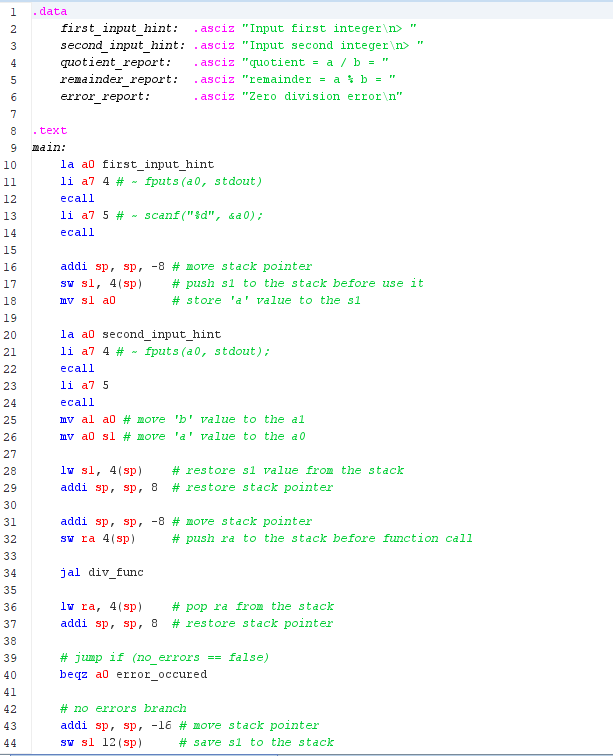 1 .data
2     first_input_hint:  .asciz "Input first integer\n> "
3     second_input_hint: .asciz "Input second integer\n> "
4     quotient_report:   .asciz "quotient = a / b = "
5     remainder_report:  .asciz "remainder = a % b = "
6     error_report:      .asciz "Zero division error\n"
7
8 .text
9 main:
10     la a0 first_input_hint
11     li a7 4 # ~ fputs(a0, stdout)
12     ecall
13     li a7 5 # ~ scanf("%d", &a0);
14     ecall
15
16     addi sp, sp, -8 # move stack pointer
17     sw s1, 4(sp)    # push s1 to the stack before use it
18     mv s1 a0        # store 'a' value to the s1
19
20     la a0 second_input_hint
21     li a7 4 # ~ fputs(a0, stdout);
22     ecall
23     li a7 5
24     ecall
25     mv a1 a0 # move 'b' value to the a1
26     mv a0 s1 # move 'a' value to the a0
27
28     lw s1, 4(sp)    # restore s1 value from the stack
29     addi sp, sp, 8  # restore stack pointer
30
31     addi sp, sp, -8 # move stack pointer
32     sw ra 4(sp)     # push ra to the stack before function call
33
34     jal div_func
35
36     lw ra, 4(sp)    # pop ra from the stack
37     addi sp, sp, 8  # restore stack pointer
38
39     # jump if (no_errors == false)
40     beqz a0 error_occured
41
42     # no errors branch
43     addi sp, sp, -16 # move stack pointer
44     sw s1 12(sp)     # save s1 to the stack